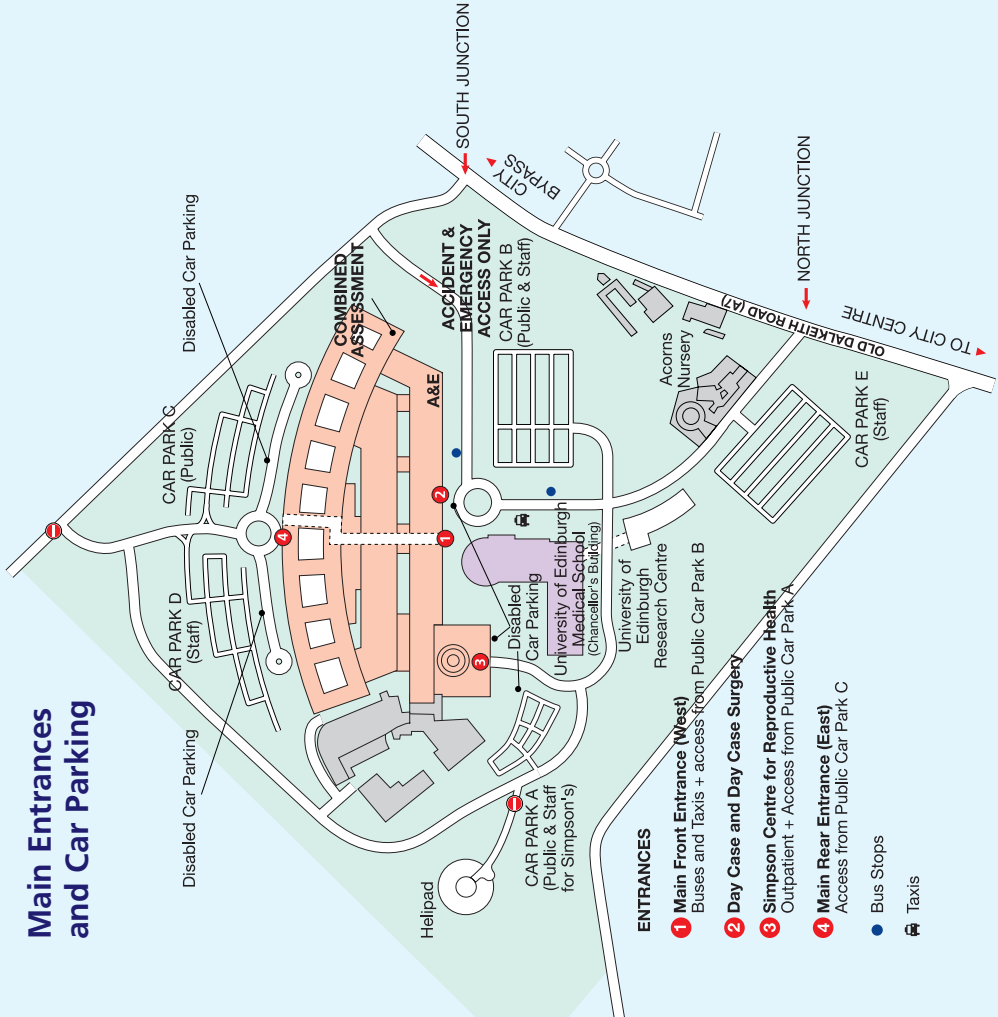 Main Entrances
and Car Parking
Disabled Car Parking
CAR PARK D
(Staff)
CAR PARK C
(Public)
Disabled Car Parking
COMBINED
ASSESSMENT
SOUTH JUNCTION
CITY
BYPASS
ACCIDENT &
EMERGENCY
ACCESS ONLY
A&E
CAR PARK B
(Public & Staff)
4
1
2
3
Helipad
CAR PARK A
(Public & Staff
for Simpson's)
Disabled
Car Parking
University of Edinburgh
Medical School
(Chancellor's Building)
University of
Edinburgh
Research Centre
Acorns
Nursery
OLD DALKEITH ROAD (A7)
NORTH JUNCTION
TO CITY CENTRE
CAR PARK E
(Staff)
ENTRANCES
1 Main Front Entrance (West)
Buses and Taxis + access from Public Car Park B
2 Day Case and Day Case Surgery
3 Simpson Centre for Reproductive Health
Outpatient + Access from Public Car Park A
4 Main Rear Entrance (East)
Access from Public Car Park C
Bus Stops
Taxis